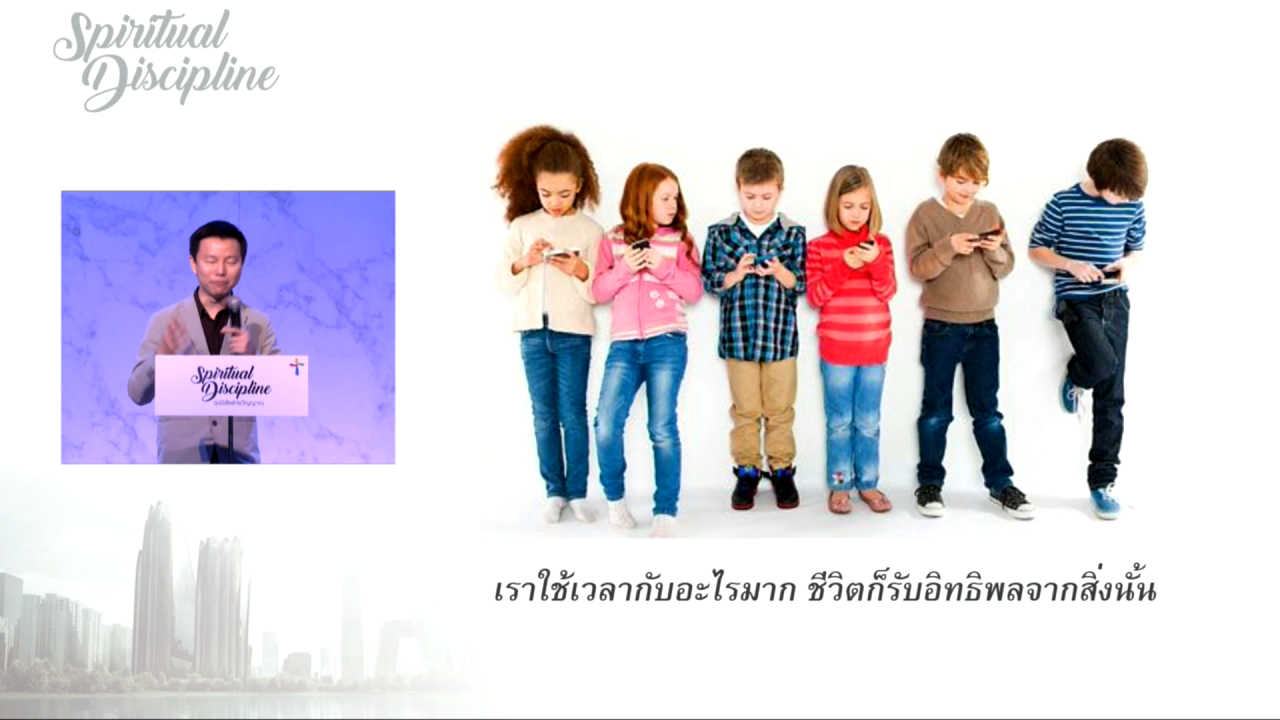 Spiritual
Discipline
Spiritual
Discipline
เราใช้เวลากับอะไรมาก ชีวิตก็รับอิทธิพลจากสิ่งนั้น